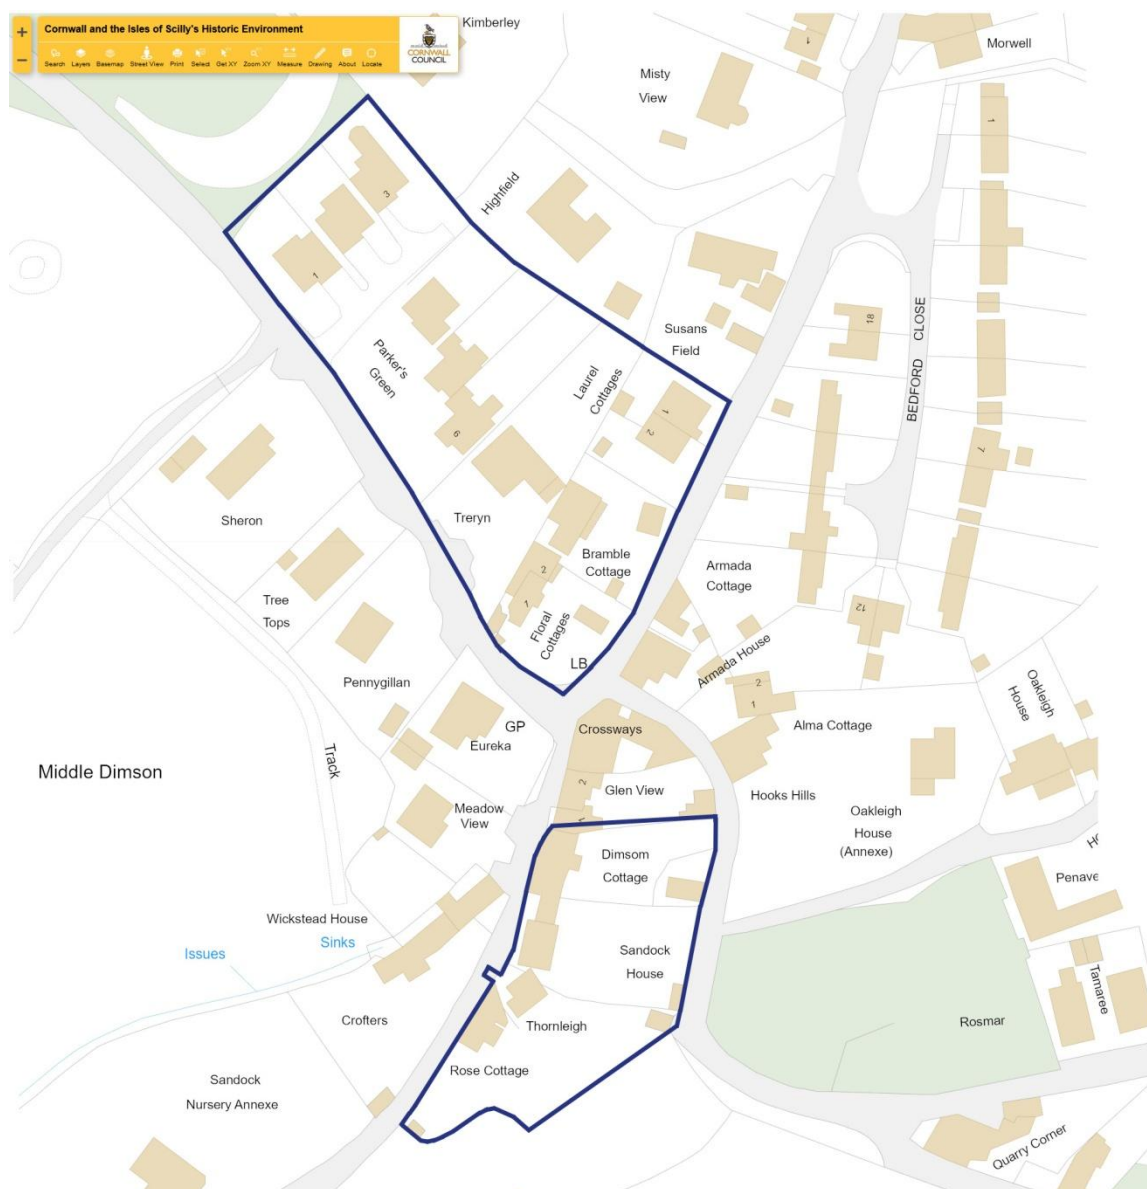 Cornwall and the Isles of Scilly's Historic Environment
+
−
Search Layers Basemap Street View Print Select Get XY Zoom XY Measure Drawing About Locate
CORNWALL
COUNCIL
Kimberley
1
Morwell
Misty
View
1
3
Highfield
1
18
BEDFORD CLOSE
Susans
Field
Parker's
Green
Laurel
Cottages
1
2
6
7
Sheron
Treryn
Bramble
Cottage
Armada
Cottage
2
1
Floral
Cottages
Tree
Tops
12
LB
Armada House
2
1
Oakleigh
House
Pennygillan
GP
Eureka
Crossways
Alma Cottage
Track
Middle Dimson
2
Glen View
Hooks Hills
Meadow
View
1
Oakleigh
House
(Annexe)
Dimsom
Cottage
Penave
Wickstead House
Sinks
Issues
Sandock
House
Tamaree
Crofters
Thornleigh
Rosmar
Rose Cottage
Sandock
Nursery Annexe
Quarry Corner